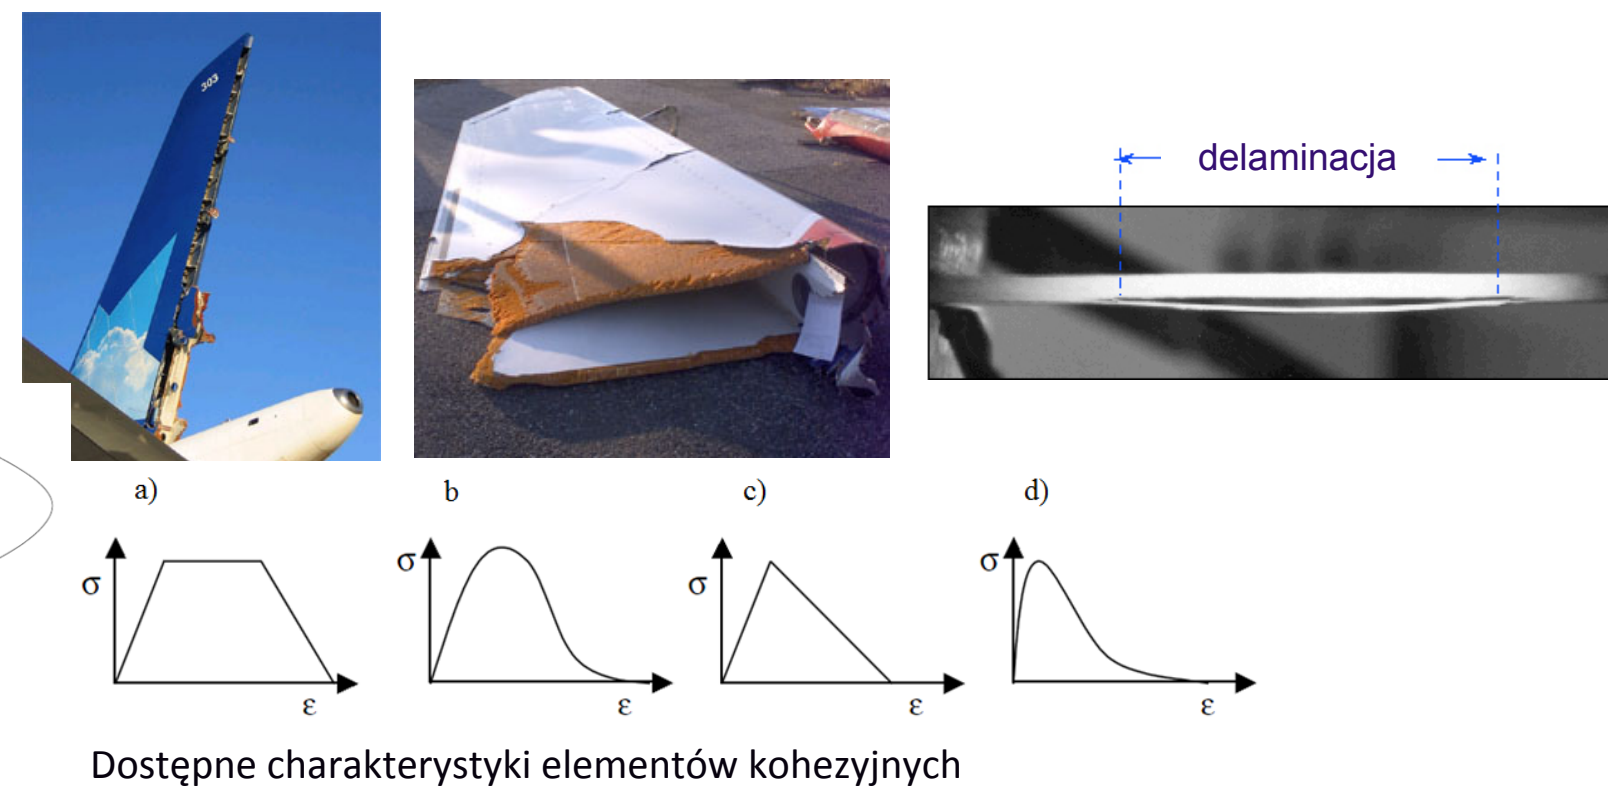 303
delaminacja
a)
b
c)
d)
σ
σ
σ
σ
ε
ε
ε
ε
Dostępne charakterystyki elementów kohezyjnych